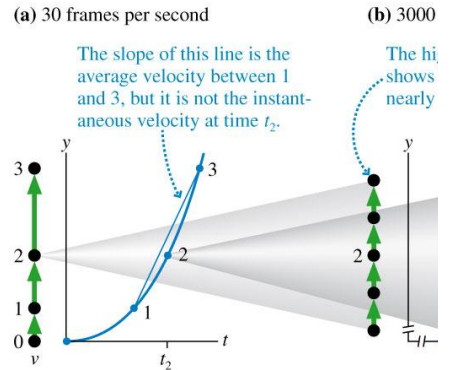 (a) 30 frames per second
The slope of this line is the
average velocity between 1
and 3, but it is not the instant-
aneous velocity at time t₂.
y
3
2
1
0
v
3
2
1
t
t₂
(b) 3000
The
shows
nearly
2
y